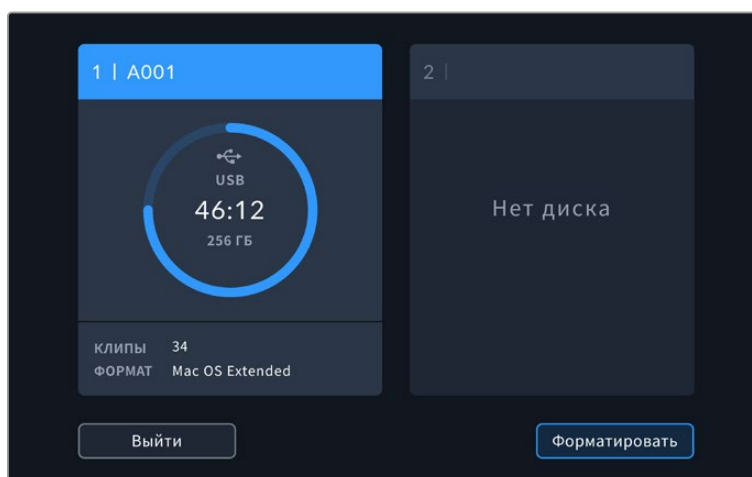 1 | A001
2 |
USB
46:12
256 ГБ
Нет диска
КЛИПЫ 34
ФОРМАТ Mac OS Extended
Выйти
Форматировать